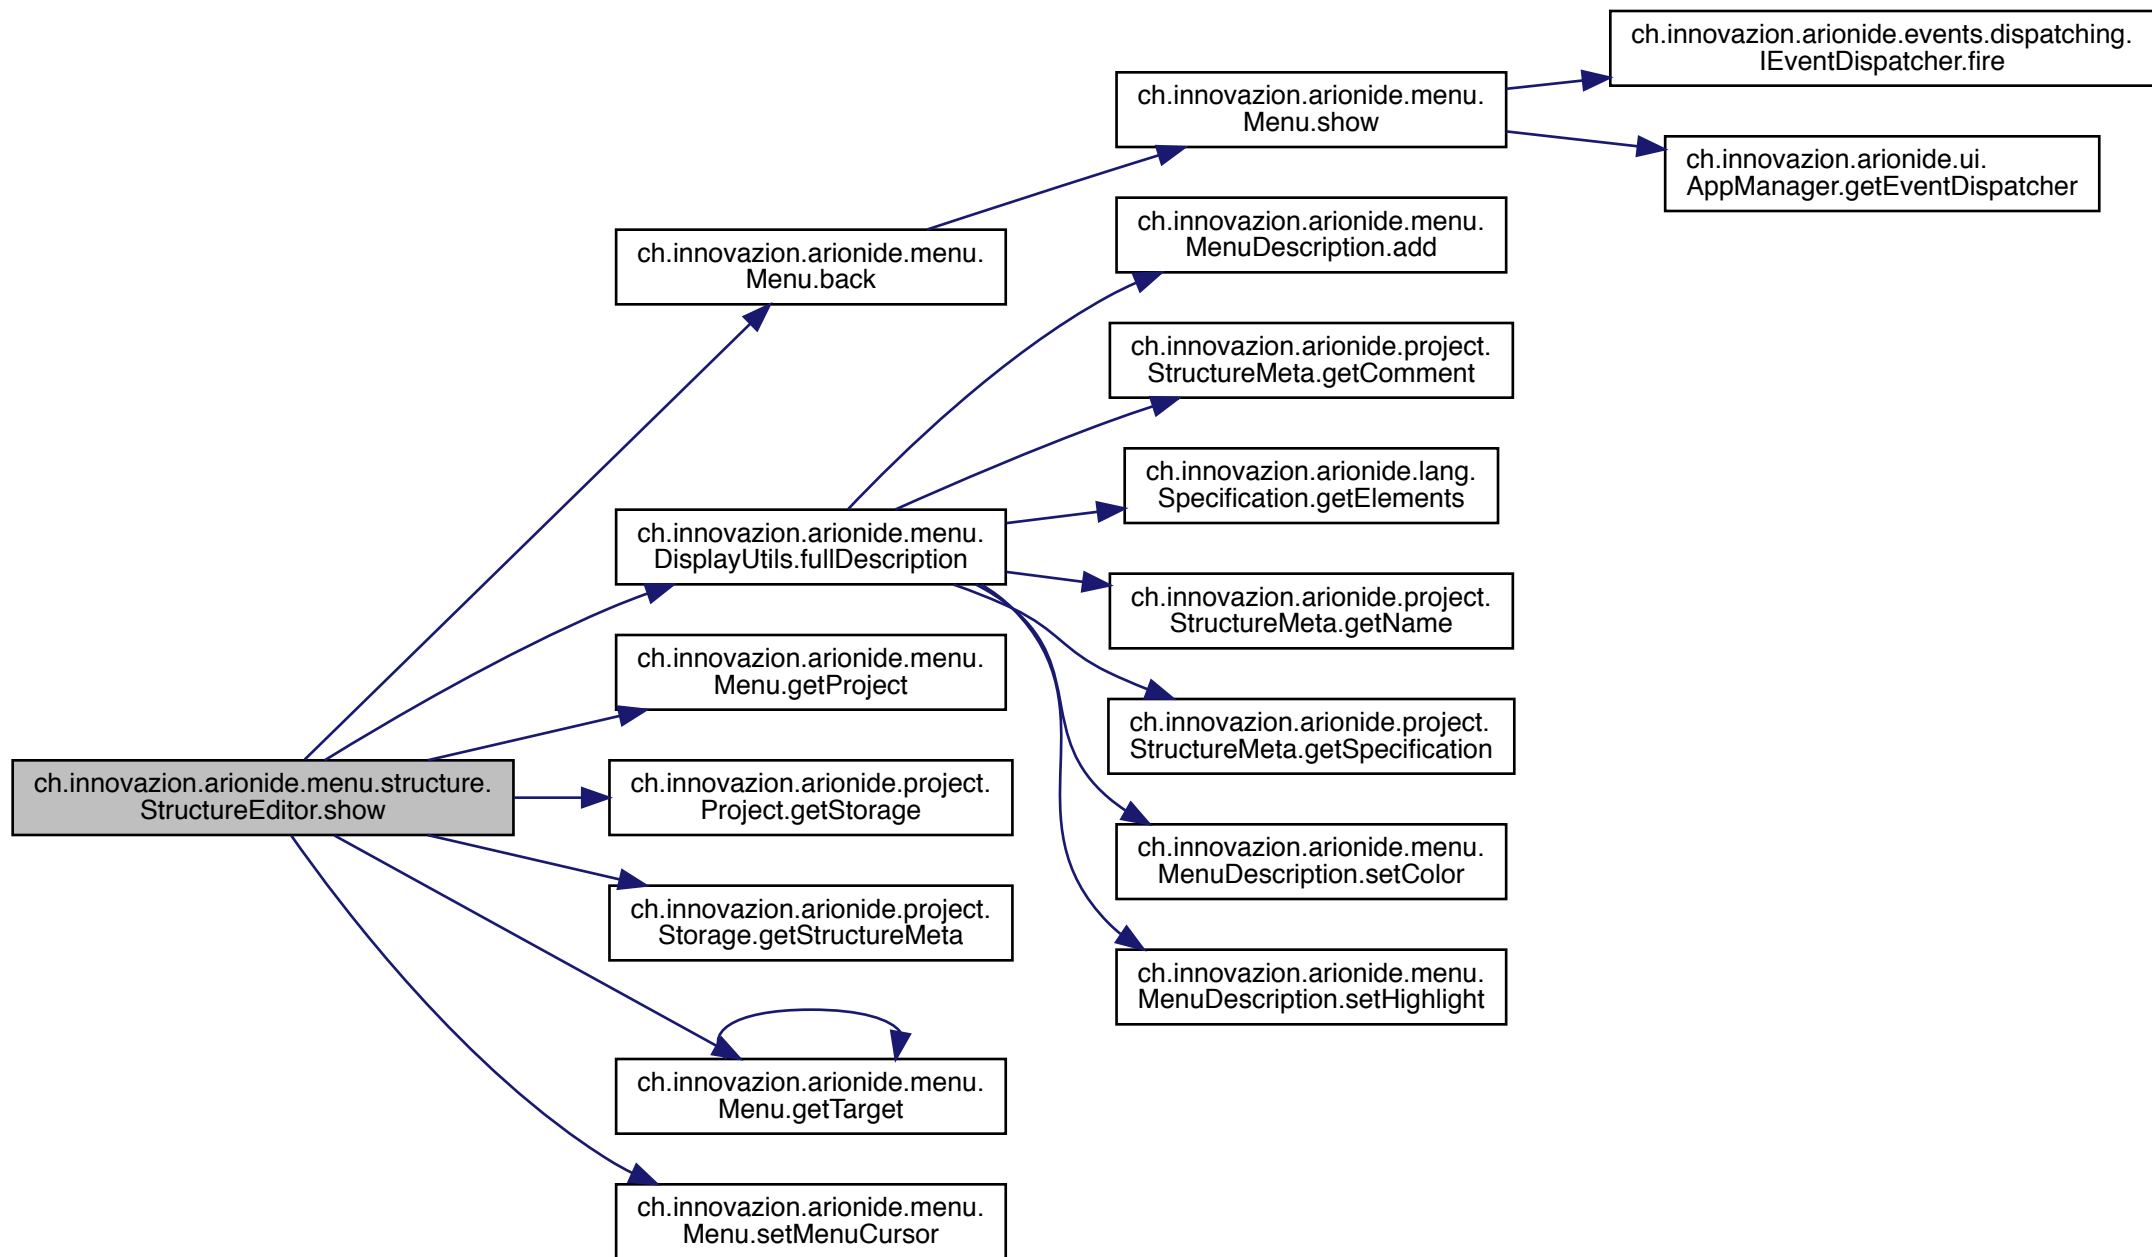 ch.innovazion.arionide.menu.structure.
StructureEditor.show
ch.innovazion.arionide.menu.
Menu.back
ch.innovazion.arionide.menu.
DisplayUtils.fullDescription
ch.innovazion.arionide.menu.
Menu.getProject
ch.innovazion.arionide.project.
Project.getStorage
ch.innovazion.arionide.project.
Storage.getStructureMeta
ch.innovazion.arionide.menu.
Menu.getTarget
ch.innovazion.arionide.menu.
Menu.setMenuCursor
ch.innovazion.arionide.menu.
Menu.show
ch.innovazion.arionide.menu.
MenuDescription.add
ch.innovazion.arionide.project.
StructureMeta.getComment
ch.innovazion.arionide.lang.
Specification.getElements
ch.innovazion.arionide.project.
StructureMeta.getName
ch.innovazion.arionide.project.
StructureMeta.getSpecification
ch.innovazion.arionide.menu.
MenuDescription.setColor
ch.innovazion.arionide.menu.
MenuDescription.setHighlight
ch.innovazion.arionide.events.dispatching.
IEventDispatcher.fire
ch.innovazion.arionide.ui.
AppManager.getEventDispatcher